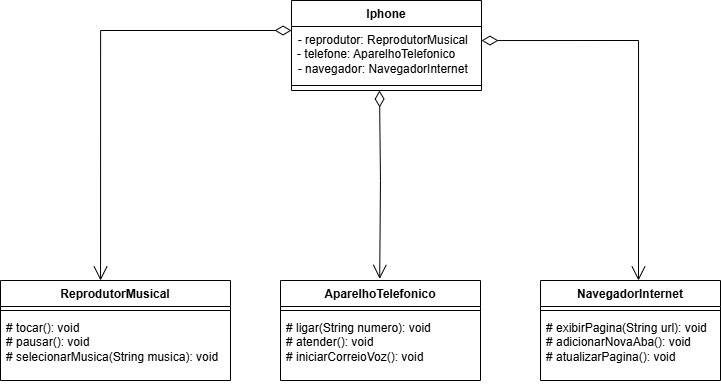 Iphone
- reprodutor: ReprodutorMusical
- telefone: AparelhoTelefonico
- navegador: NavegadorInternet
ReprodutorMusical
# tocar(): void
# pausar(): void
# selecionarMusica(String musica): void
AparelhoTelefonico
# ligar(String numero): void
# atender(): void
# iniciarCorreioVoz(): void
NavegadorInternet
# exibirPagina(String url): void
# adicionarNovaAba(): void
# atualizarPagina(): void